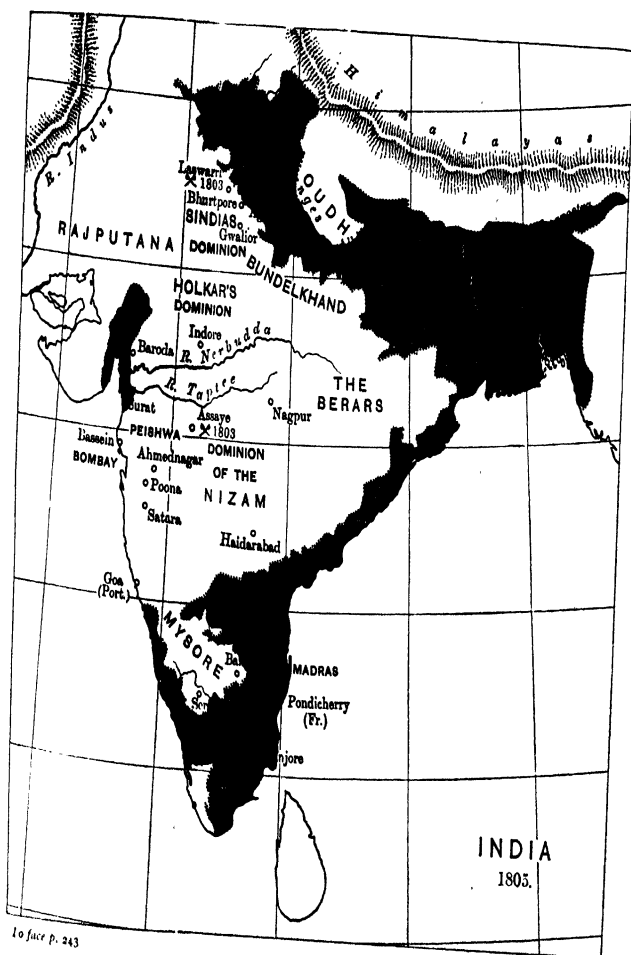 Himalayas
R. Indus
Laswari
1803
Bhurtpore
SINDIAS
Gwalior
DOMINION
OUDH
RAJPUTANA
BUNDELKHAND
HOLKAR'S
DOMINION
Indore
Baroda
R. Nerbudda
R. Taptee
THE
BERARS
Nagpur
Surat
Assaye
1803
PEISHWA
Bassein
BOMBAY
Ahmednagar
DOMINION
OF THE
NIZAM
Poona
Satara
Haidarabad
Goa
(Port.)
MYSORE
MADRAS
Pondicherry
(Fr.)
njore
INDIA
1805.
To face p. 243